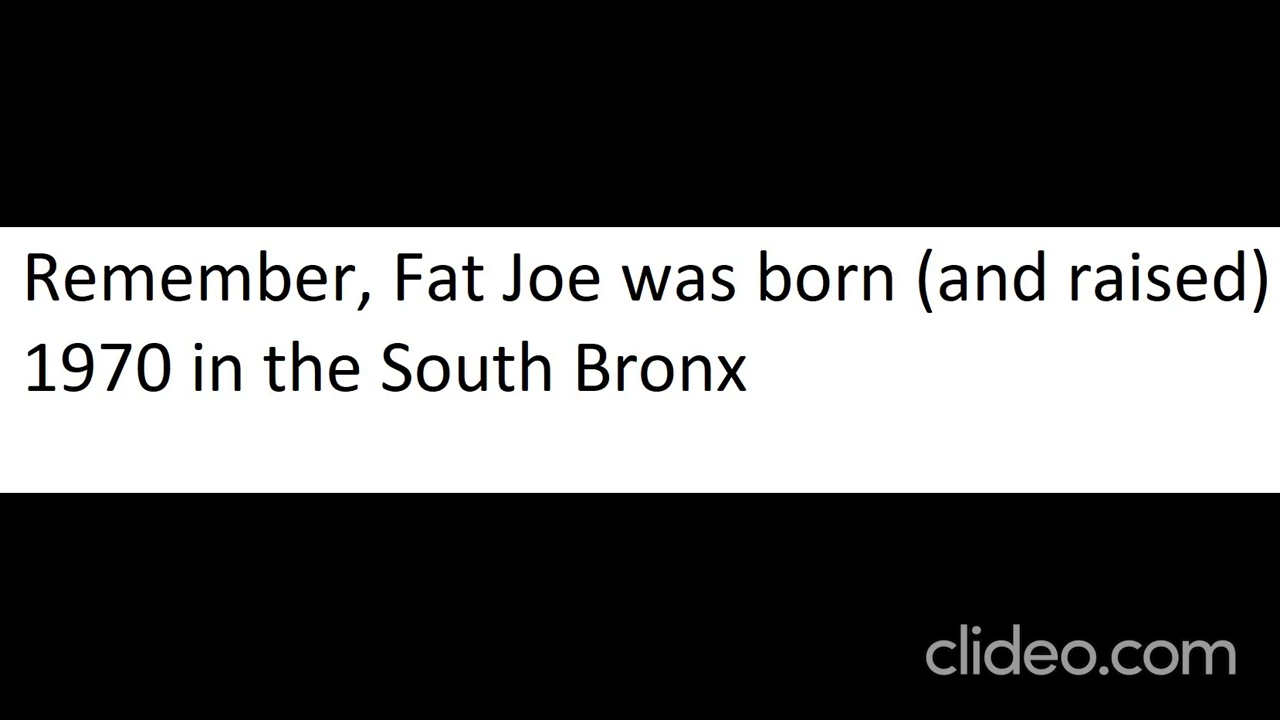 Remember, Fat Joe was born (and raised)
1970 in the South Bronx
clideo.com